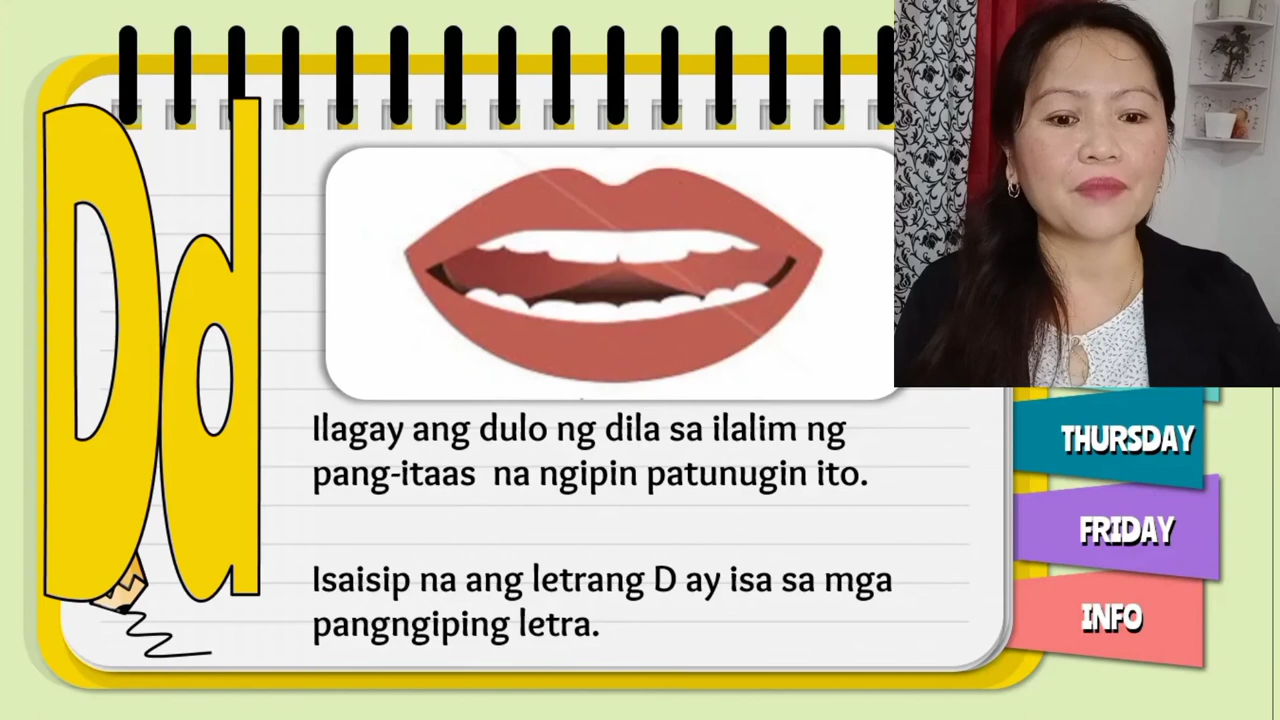 Dd
Ilagay ang dulo ng dila sa ilalim ng
pang-itaas na ngipin patunugin ito.
Isaisip na ang letrang D ay isa sa mga
pangngiping letra.
THURSDAY
FRIDAY
INFO